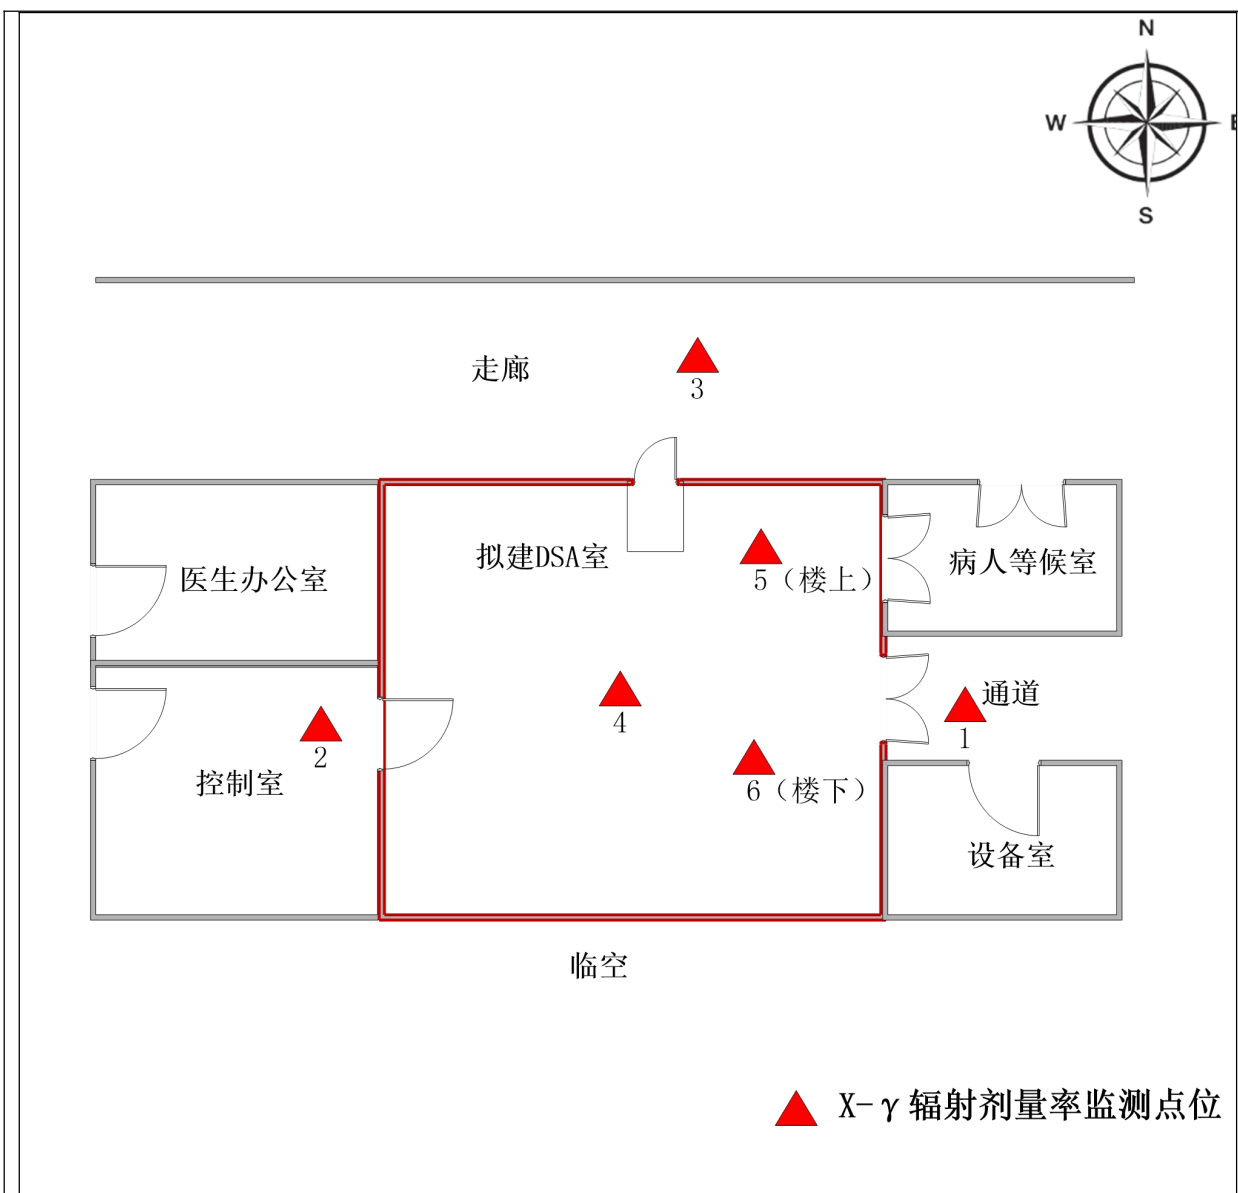 N
W
E
S
走廊
3
拟建DSA室
5（楼上）
病人等候室
医生办公室
4
通道
1
2
控制室
6（楼下）
设备室
临空
X-γ辐射剂量率监测点位